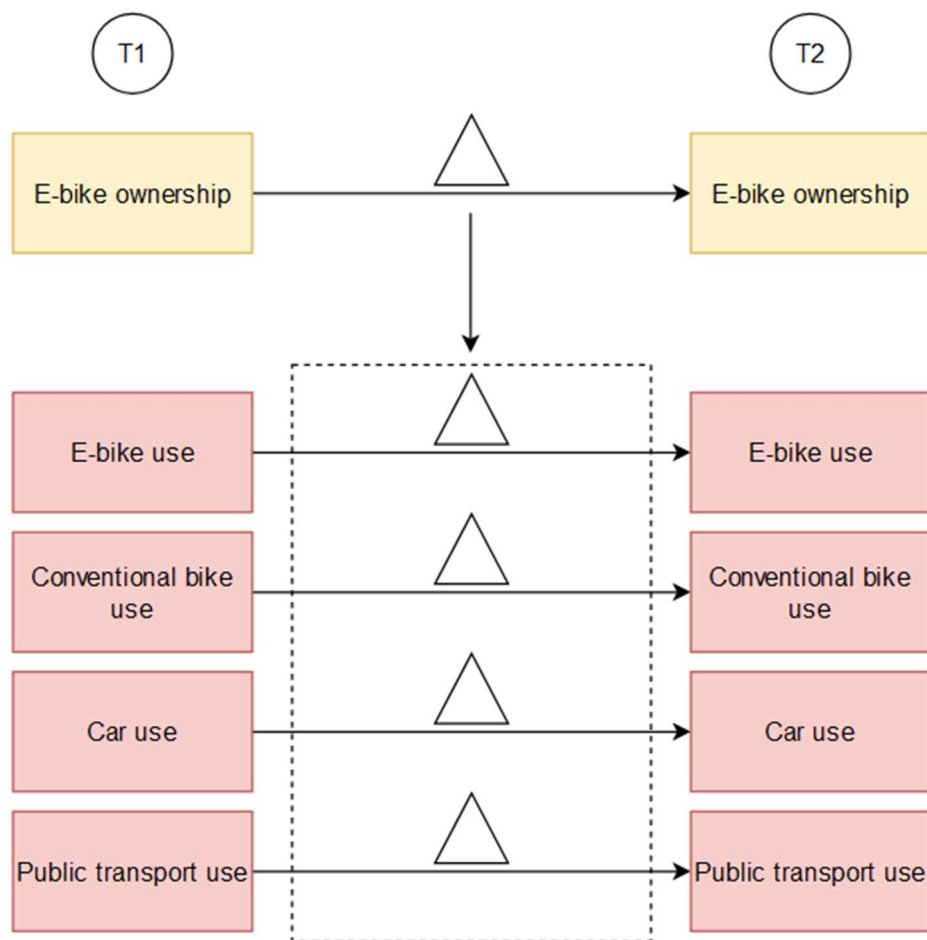 T1
T2
E-bike ownership
E-bike ownership
E-bike use
E-bike use
Conventional bike
use
Conventional bike
use
Car use
Car use
Public transport use
Public transport use